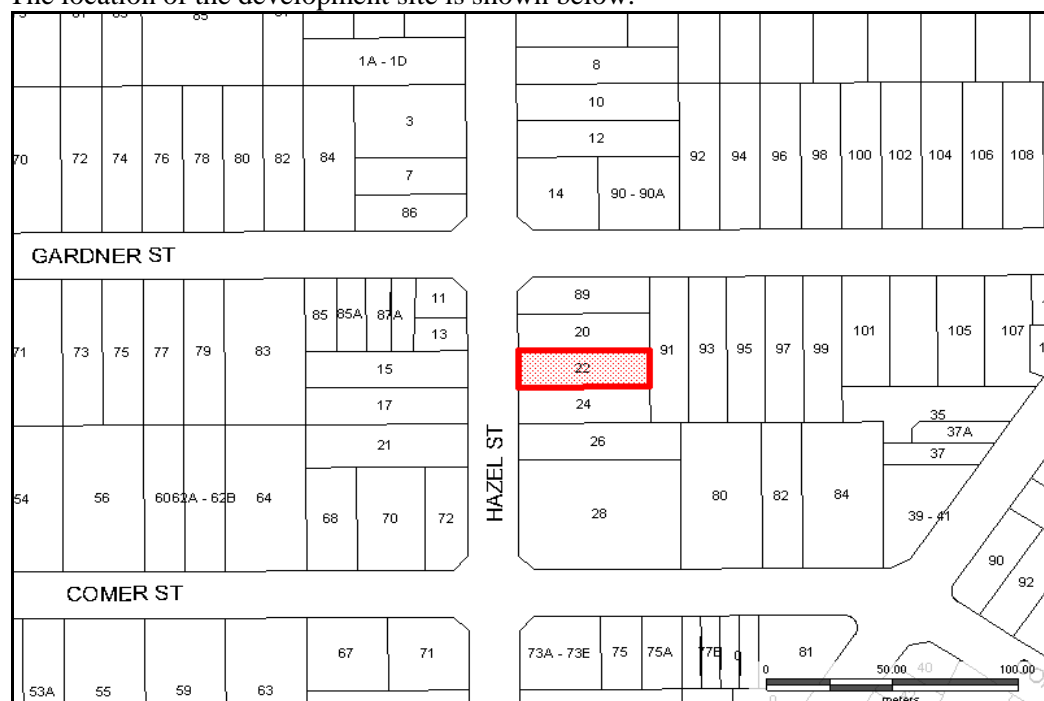 The location of the development site is shown below.
85
1A - 1D
8
3
10
12
70 72 74 76 78 80 82 84
7
14 90 - 90A
92 94 96 98 100 102 104 106 108
86
GARDNER ST
71 73 75 77 79 83
85 85A 87A
11
13
15
17
89
20
22
24
91 93 95 97 99
101 105 107
35
37A
37
HAZEL ST
21
26
54 56 60 62A - 62B 64
68 70 72
28
80 82 84
39 - 41
90
92
COMER ST
53A 55 59 63
67 71
73A - 73E 75 75A 77B
81
0 50.00 100.00
40
meters